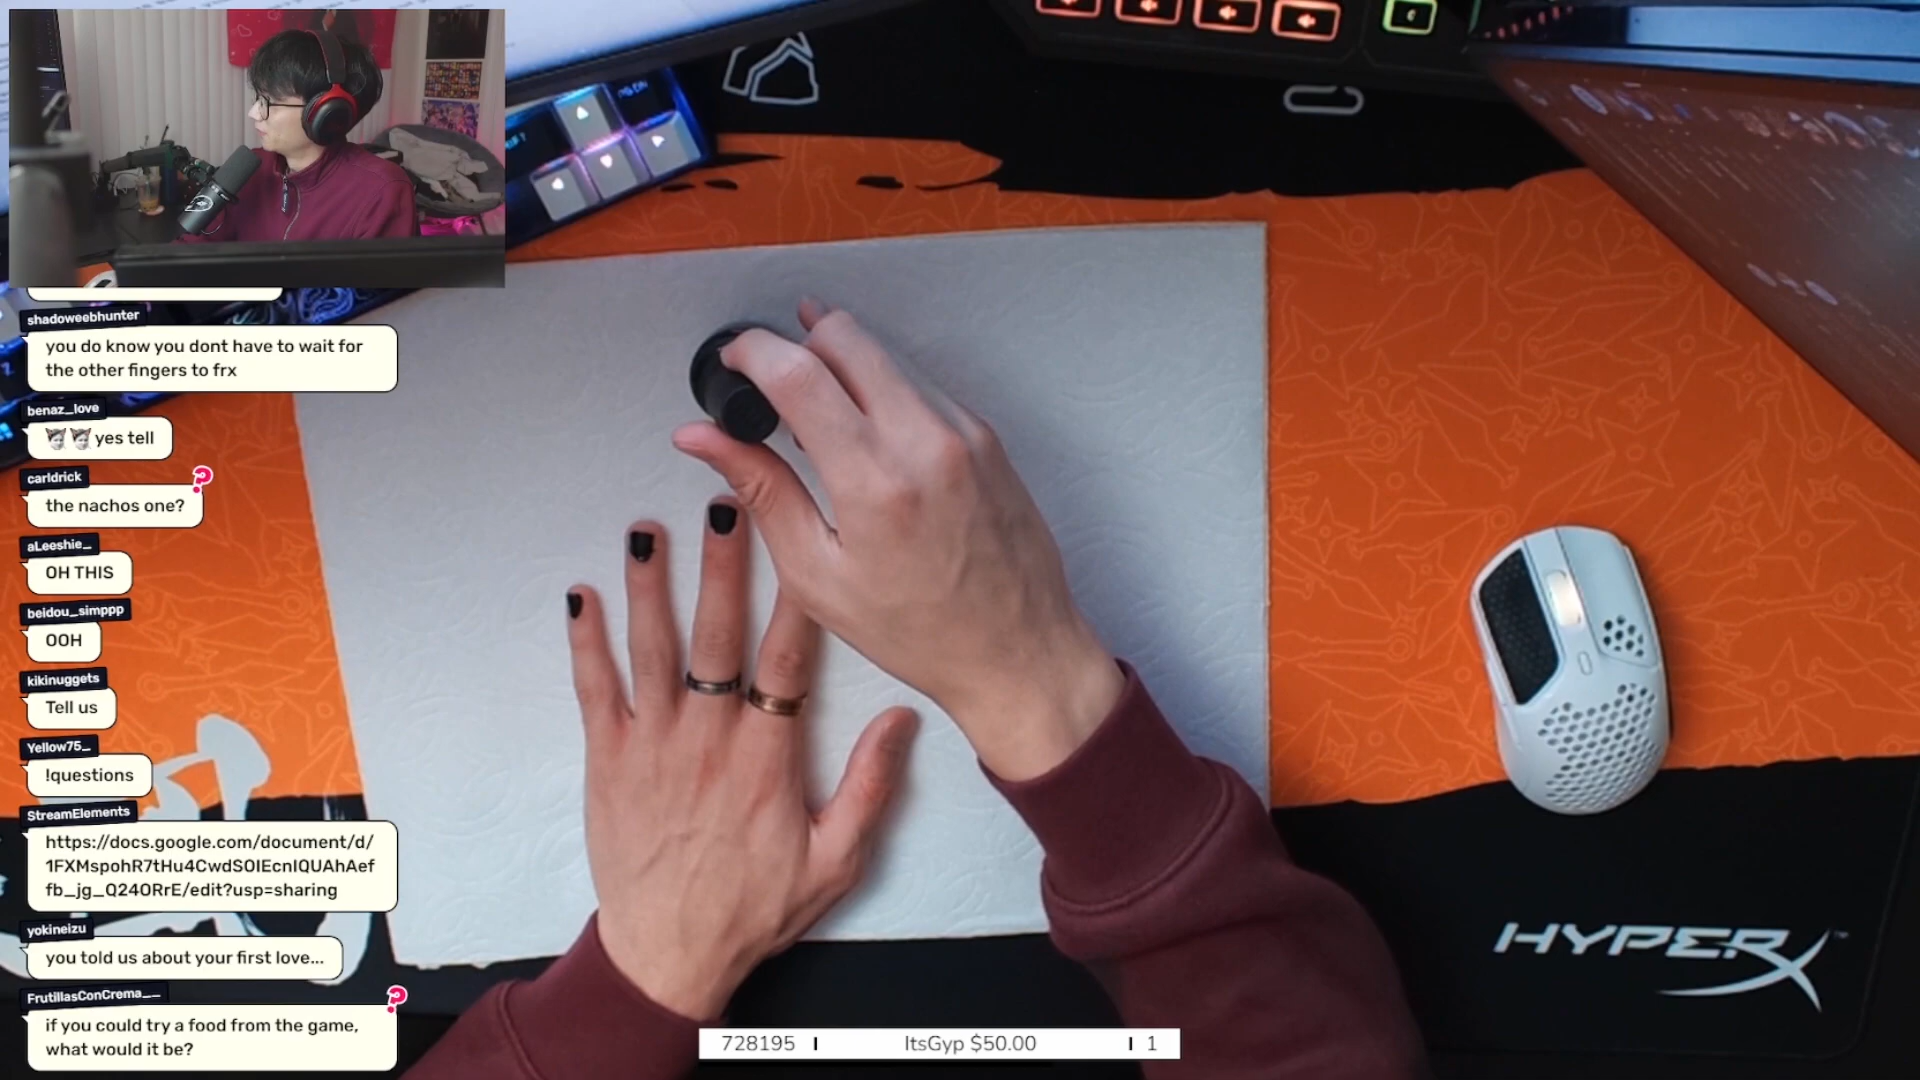 shadoweebhunter
you do know you dont have to wait for
the other fingers to frx
benaz_love
yes tell
carldrick
the nachos one?
aLeeshie_
OH THIS
beidou_simppp
OOH
kikinuggets
Tell us
Yellow75_
!questions
StreamElements
https://docs.google.com/document/d/
1FXMspohR7tHu4CwdSOIEcnIQUAhAef
fb_jg_Q24ORrE/edit?usp=sharing
yokineizu
you told us about your first love...
FrutillasConCrema__
if you could try a food from the game,
what would it be?
728195
ItsGyp $50.00
1
HYPERX